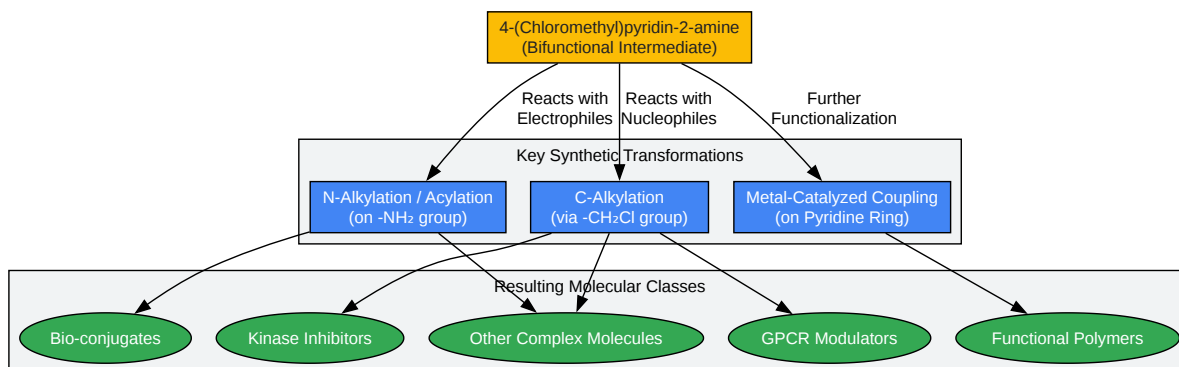 4-(Chloromethyl)pyridin-2-amine
(Bifunctional Intermediate)
Reacts with
Electrophiles
Reacts with
Nucleophiles
Further
Functionalization
Key Synthetic Transformations
N-Alkylation / Acylation
(on -NH₂ group)
C-Alkylation
(via -CH₂Cl group)
Metal-Catalyzed Coupling
(on Pyridine Ring)
Resulting Molecular Classes
Bio-conjugates
Kinase Inhibitors
Other Complex Molecules
GPCR Modulators
Functional Polymers